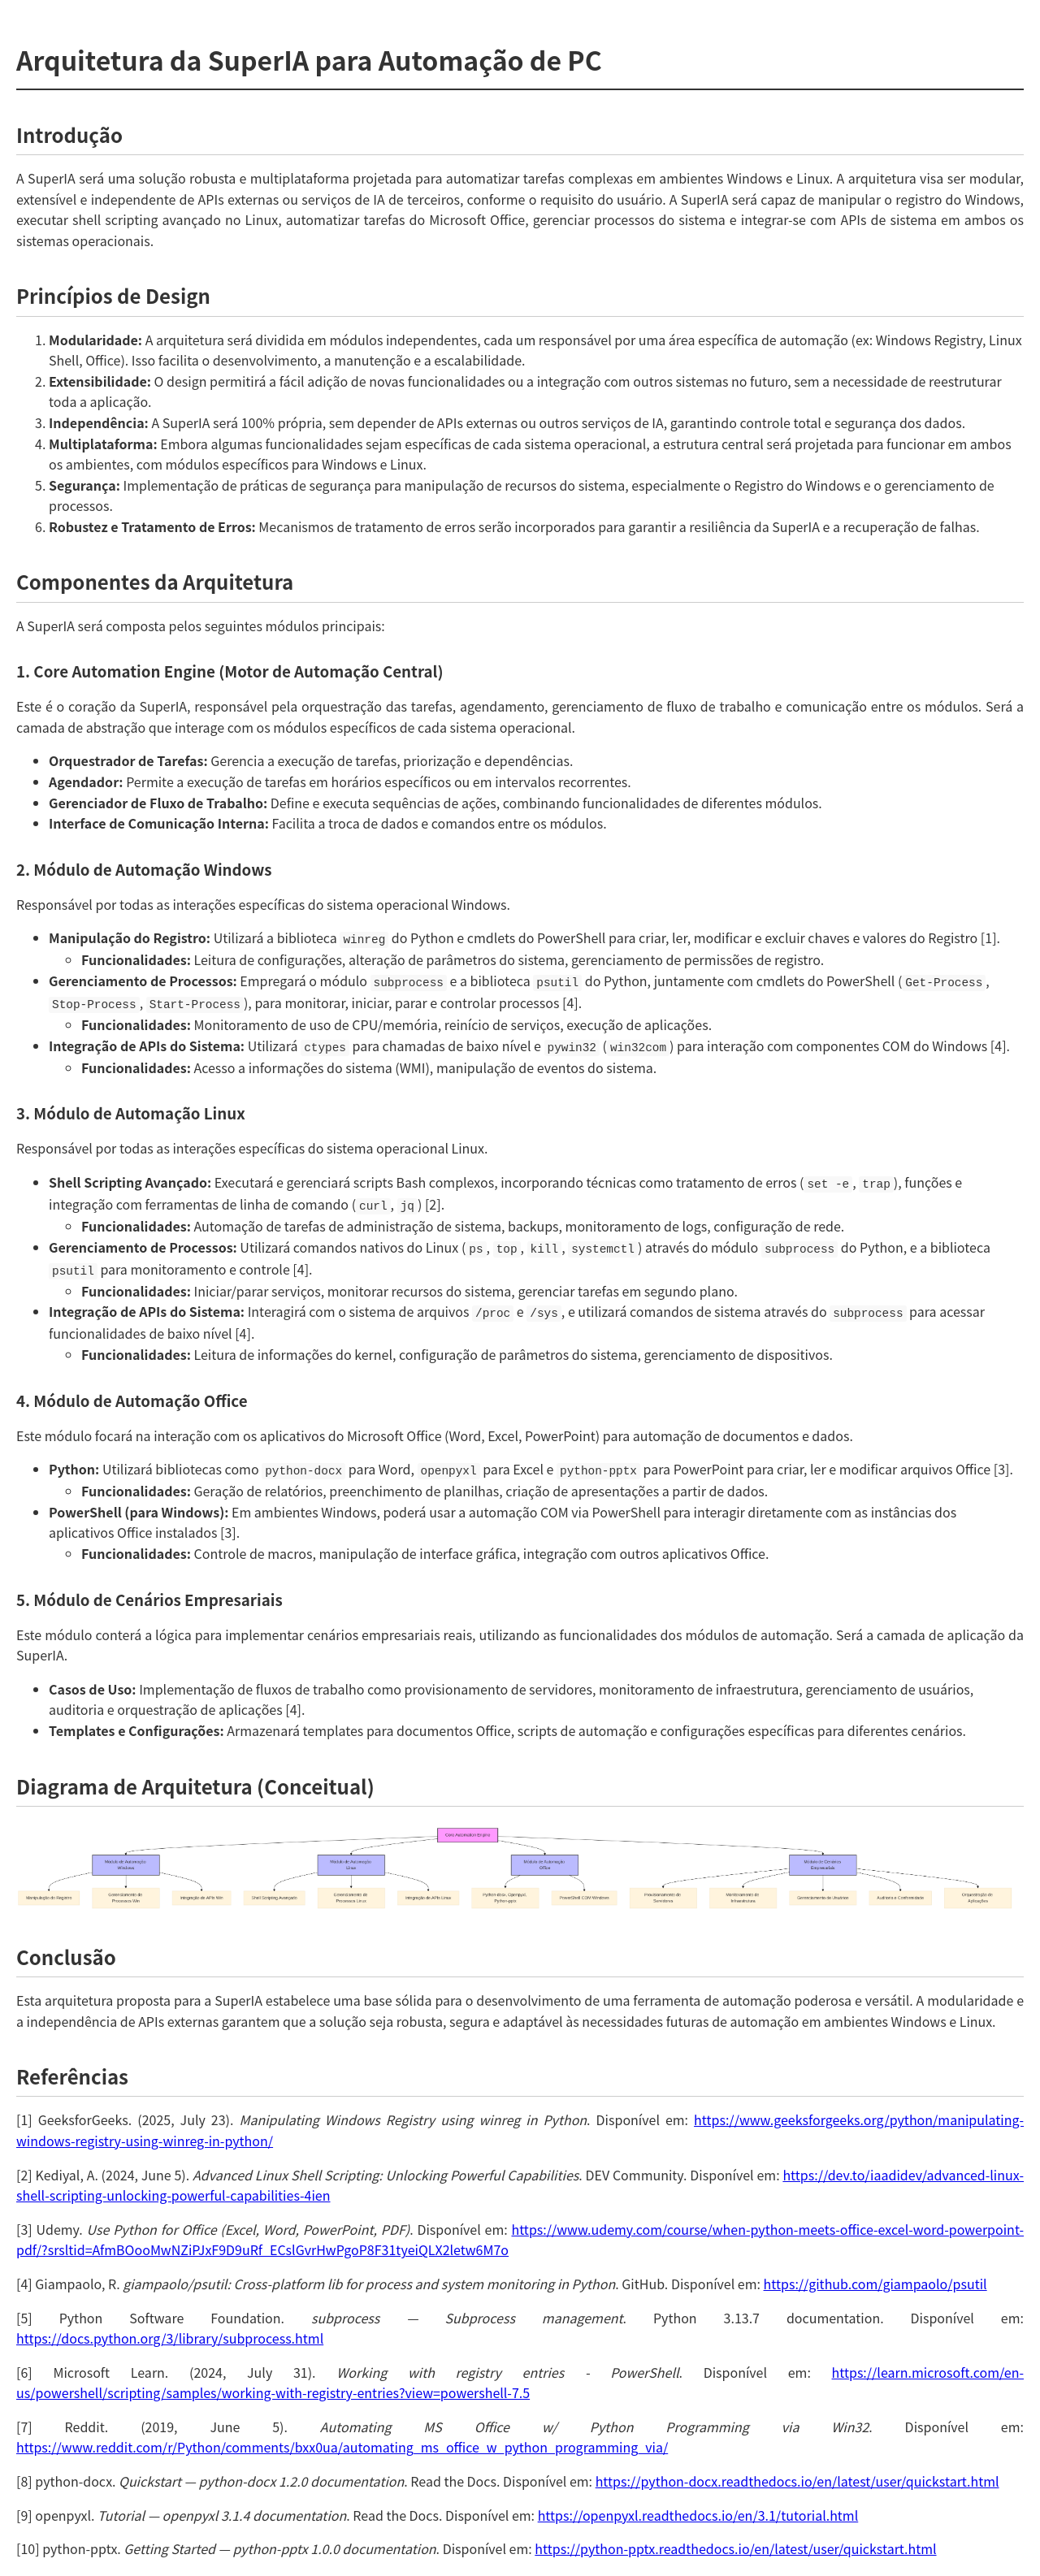 Arquitetura da SuperIA para Automação de PC
Introdução
A SuperIA será uma solução robusta e multiplataforma projetada para automatizar tarefas complexas em ambientes Windows e Linux. A arquitetura visa ser modular,
extensível e independente de APIs externas ou serviços de IA de terceiros, conforme o requisito do usuário. A SuperIA será capaz de manipular o registro do Windows,
executar shell scripting avançado no Linux, automatizar tarefas do Microsoft Office, gerenciar processos do sistema e integrar-se com APIs de sistema em ambos os
sistemas operacionais.
Princípios de Design
1. Modularidade: A arquitetura será dividida em módulos independentes, cada um responsável por uma área específica de automação (ex: Windows Registry, Linux
Shell, Office). Isso facilita o desenvolvimento, a manutenção e a escalabilidade.
2. Extensibilidade: O design permitirá a fácil adição de novas funcionalidades ou a integração com outros sistemas no futuro, sem a necessidade de reestruturar
toda a aplicação.
3. Independência: A SuperIA será 100% própria, sem depender de APIs externas ou outros serviços de IA, garantindo controle total e segurança dos dados.
4. Multiplataforma: Embora algumas funcionalidades sejam específicas de cada sistema operacional, a estrutura central será projetada para funcionar em ambos
os ambientes, com módulos específicos para Windows e Linux.
5. Segurança: Implementação de práticas de segurança para manipulação de recursos do sistema, especialmente o Registro do Windows e o gerenciamento de
processos.
6. Robustez e Tratamento de Erros: Mecanismos de tratamento de erros serão incorporados para garantir a resiliência da SuperIA e a recuperação de falhas.
Componentes da Arquitetura
A SuperIA será composta pelos seguintes módulos principais:
1. Core Automation Engine (Motor de Automação Central)
Este é o coração da SuperIA, responsável pela orquestração das tarefas, agendamento, gerenciamento de fluxo de trabalho e comunicação entre os módulos. Será a
camada de abstração que interage com os módulos específicos de cada sistema operacional.
• Orquestrador de Tarefas: Gerencia a execução de tarefas, priorização e dependências.
• Agendador: Permite a execução de tarefas em horários específicos ou em intervalos recorrentes.
• Gerenciador de Fluxo de Trabalho: Define e executa sequências de ações, combinando funcionalidades de diferentes módulos.
• Interface de Comunicação Interna: Facilita a troca de dados e comandos entre os módulos.
2. Módulo de Automação Windows
Responsável por todas as interações específicas do sistema operacional Windows.
• Manipulação do Registro: Utilizará a biblioteca winreg do Python e cmdlets do PowerShell para criar, ler, modificar e excluir chaves e valores do Registro [1].
◦ Funcionalidades: Leitura de configurações, alteração de parâmetros do sistema, gerenciamento de permissões de registro.
• Gerenciamento de Processos: Empregará o módulo subprocess e a biblioteca psutil do Python, juntamente com cmdlets do PowerShell ( Get-Process ,
Stop-Process , Start-Process ), para monitorar, iniciar, parar e controlar processos [4].
◦ Funcionalidades: Monitoramento de uso de CPU/memória, reinício de serviços, execução de aplicações.
• Integração de APIs do Sistema: Utilizará ctypes para chamadas de baixo nível e pywin32 ( win32com ) para interação com componentes COM do Windows [4].
◦ Funcionalidades: Acesso a informações do sistema (WMI), manipulação de eventos do sistema.
3. Módulo de Automação Linux
Responsável por todas as interações específicas do sistema operacional Linux.
• Shell Scripting Avançado: Executará e gerenciará scripts Bash complexos, incorporando técnicas como tratamento de erros ( set -e , trap ), funções e
integração com ferramentas de linha de comando ( curl , jq ) [2].
◦ Funcionalidades: Automação de tarefas de administração de sistema, backups, monitoramento de logs, configuração de rede.
• Gerenciamento de Processos: Utilizará comandos nativos do Linux ( ps , top , kill , systemctl ) através do módulo subprocess do Python, e a biblioteca
psutil para monitoramento e controle [4].
◦ Funcionalidades: Iniciar/parar serviços, monitorar recursos do sistema, gerenciar tarefas em segundo plano.
• Integração de APIs do Sistema: Interagirá com o sistema de arquivos /proc e /sys , e utilizará comandos de sistema através do subprocess para acessar
funcionalidades de baixo nível [4].
◦ Funcionalidades: Leitura de informações do kernel, configuração de parâmetros do sistema, gerenciamento de dispositivos.
4. Módulo de Automação Office
Este módulo focará na interação com os aplicativos do Microsoft Office (Word, Excel, PowerPoint) para automação de documentos e dados.
• Python: Utilizará bibliotecas como python-docx para Word, openpyxl para Excel e python-pptx para PowerPoint para criar, ler e modificar arquivos Office [3].
◦ Funcionalidades: Geração de relatórios, preenchimento de planilhas, criação de apresentações a partir de dados.
• PowerShell (para Windows): Em ambientes Windows, poderá usar a automação COM via PowerShell para interagir diretamente com as instâncias dos
aplicativos Office instalados [3].
◦ Funcionalidades: Controle de macros, manipulação de interface gráfica, integração com outros aplicativos Office.
5. Módulo de Cenários Empresariais
Este módulo conterá a lógica para implementar cenários empresariais reais, utilizando as funcionalidades dos módulos de automação. Será a camada de aplicação da
SuperIA.
• Casos de Uso: Implementação de fluxos de trabalho como provisionamento de servidores, monitoramento de infraestrutura, gerenciamento de usuários,
auditoria e orquestração de aplicações [4].
• Templates e Configurações: Armazenará templates para documentos Office, scripts de automação e configurações específicas para diferentes cenários.
Diagrama de Arquitetura (Conceitual)
Core Automation Engine
Módulo de Automação
Windows
Módulo de Automação
Linux
Módulo de Automação
Office
Módulo de Cenários
Empresariais
Manipulação do Registro
Gerenciamento de
Processos Win
Integração de APIs Win
Shell Scripting Avançado
Gerenciamento de
Processos Linux
Integração de APIs Linux
Python docx, Openpyxl,
Python-pptx
PowerShell COM Windows
Provisionamento de
Servidores
Monitoramento de
Infraestrutura
Gerenciamento de Usuários
Auditoria e Conformidade
Orquestração de
Aplicações
Conclusão
Esta arquitetura proposta para a SuperIA estabelece uma base sólida para o desenvolvimento de uma ferramenta de automação poderosa e versátil. A modularidade e
a independência de APIs externas garantem que a solução seja robusta, segura e adaptável às necessidades futuras de automação em ambientes Windows e Linux.
Referências
[1] GeeksforGeeks. (2025, July 23). Manipulating Windows Registry using winreg in Python. Disponível em: https://www.geeksforgeeks.org/python/manipulating-
windows-registry-using-winreg-in-python/
[2] Kediyal, A. (2024, June 5). Advanced Linux Shell Scripting: Unlocking Powerful Capabilities. DEV Community. Disponível em: https://dev.to/iaadidev/advanced-linux-
shell-scripting-unlocking-powerful-capabilities-4ien
[3] Udemy. Use Python for Office (Excel, Word, PowerPoint, PDF). Disponível em: https://www.udemy.com/course/when-python-meets-office-excel-word-powerpoint-
pdf/?srsltid=AfmBOooMwNZiPJxF9D9uRf_ECslGvrHwPgoP8F31tyeiQLX2letw6M7o
[4] Giampaolo, R. giampaolo/psutil: Cross-platform lib for process and system monitoring in Python. GitHub. Disponível em: https://github.com/giampaolo/psutil
[5] Python Software Foundation. subprocess — Subprocess management. Python 3.13.7 documentation. Disponível em:
https://docs.python.org/3/library/subprocess.html
[6] Microsoft Learn. (2024, July 31). Working with registry entries - PowerShell. Disponível em: https://learn.microsoft.com/en-
us/powershell/scripting/samples/working-with-registry-entries?view=powershell-7.5
[7] Reddit. (2019, June 5). Automating MS Office w/ Python Programming via Win32. Disponível em:
https://www.reddit.com/r/Python/comments/bxx0ua/automating_ms_office_w_python_programming_via/
[8] python-docx. Quickstart — python-docx 1.2.0 documentation. Read the Docs. Disponível em: https://python-docx.readthedocs.io/en/latest/user/quickstart.html
[9] openpyxl. Tutorial — openpyxl 3.1.4 documentation. Read the Docs. Disponível em: https://openpyxl.readthedocs.io/en/3.1/tutorial.html
[10] python-pptx. Getting Started — python-pptx 1.0.0 documentation. Disponível em: https://python-pptx.readthedocs.io/en/latest/user/quickstart.html